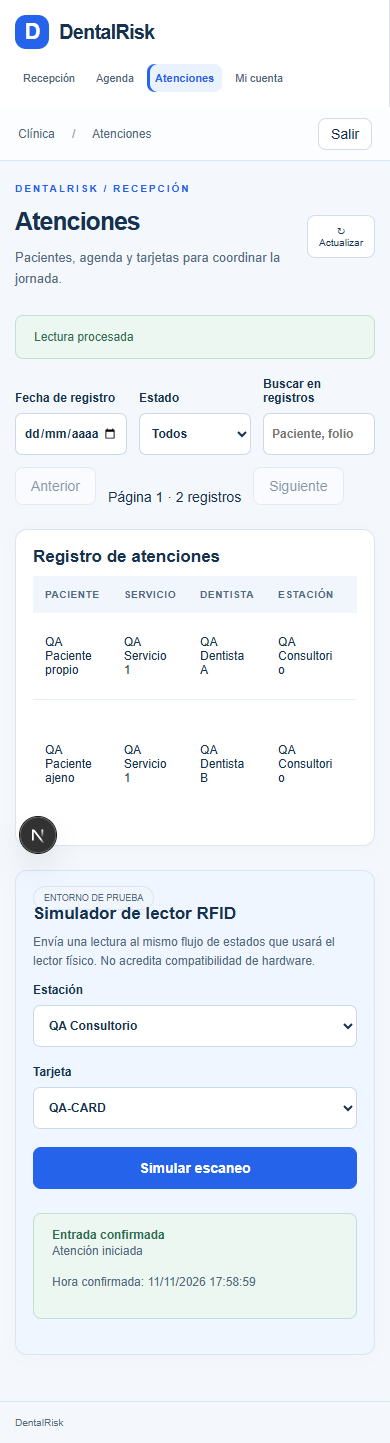 D DentalRisk
Recepción Agenda Atenciones Mi cuenta
Clínica / Atenciones Salir
DENTALRISK / RECEPCIÓN
Atenciones
Pacientes, agenda y tarjetas para coordinar la
jornada.
↻
Actualizar
Lectura procesada
Fecha de registro
dd/mm/aaaa
Estado
Todos
Buscar en
registros
Paciente, folio
Anterior Página 1 · 2 registros Siguiente
Registro de atenciones
PACIENTE SERVICIO DENTISTA ESTACIÓN
QA QA QA QA
Paciente Servicio Dentista Consultori
propio 1 A o
QA QA QA QA
Paciente Servicio Dentista Consultori
ajeno 1 B o
N
ENTORNO DE PRUEBA
Simulador de lector RFID
Envía una lectura al mismo flujo de estados que usará el
lector físico. No acredita compatibilidad de hardware.
Estación
QA Consultorio
Tarjeta
QA-CARD
Simular escaneo
Entrada confirmada
Atención iniciada
Hora confirmada: 11/11/2026 17:58:59
DentalRisk